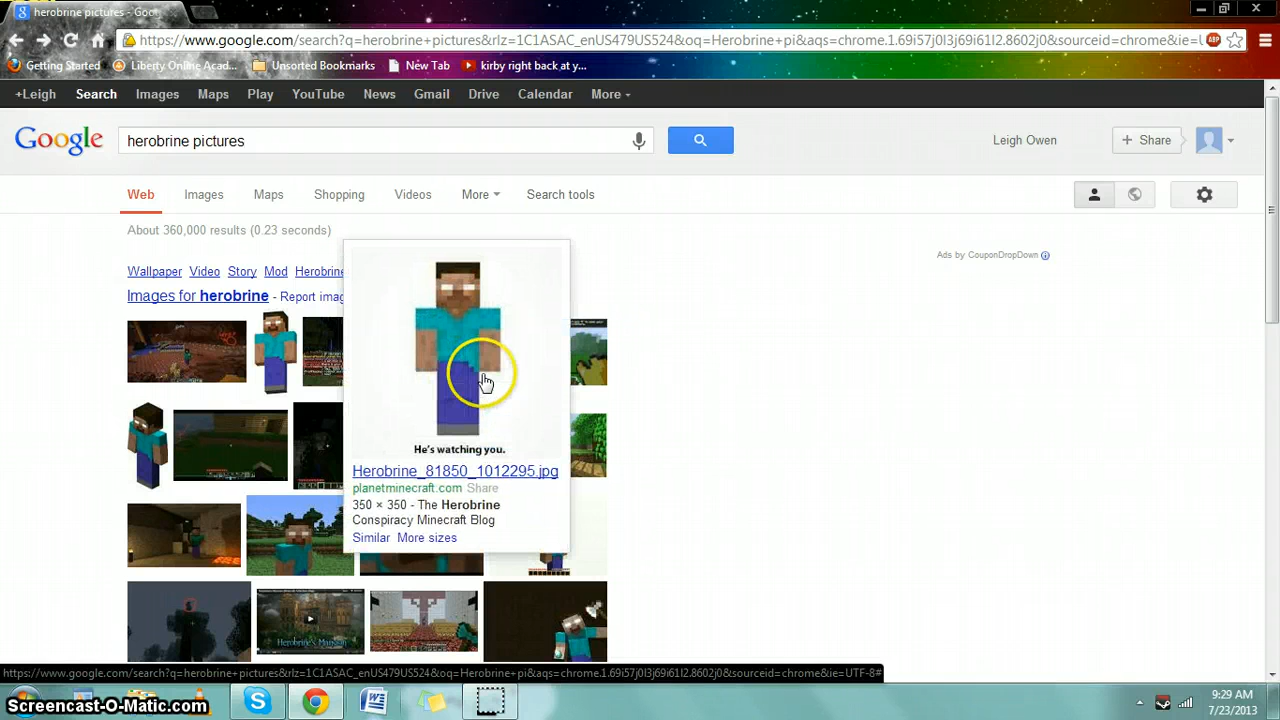 herobrine pictures - Goo
https://www.google.com/search?q=herobrine+pictures&rlz=1C1ASAC_enUS479US524&oq=Herobrine+pi&aqs=chrome.1.69i57j0l3j69i61l2.8602j0&sourceid=chrome&ie=U
Getting Started Liberty Online Acad... Unsorted Bookmarks New Tab kirby right back at y...
+Leigh Search Images Maps Play YouTube News Gmail Drive Calendar More
Google herobrine pictures Leigh Owen + Share
Web Images Maps Shopping Videos More Search tools
About 360,000 results (0.23 seconds)
Ads by CouponDropDown
Wallpaper Video Story Mod Herobrine
Images for herobrine - Report imag
He's watching you.
Herobrine_81850_1012295.jpg
planetminecraft.com Share
350 × 350 - The Herobrine
Conspiracy Minecraft Blog
Similar More sizes
Herobrine's Mansion
https://www.google.com/search?q=herobrine+pictures&rlz=1C1ASAC_enUS479US524&oq=Herobrine+pi&aqs=chrome.1.69i57j0l3j69i61l2.8602j0&sourceid=chrome&ie=UTF-8#
9:29 AM
7/23/2013
Screencast-O-Matic.com